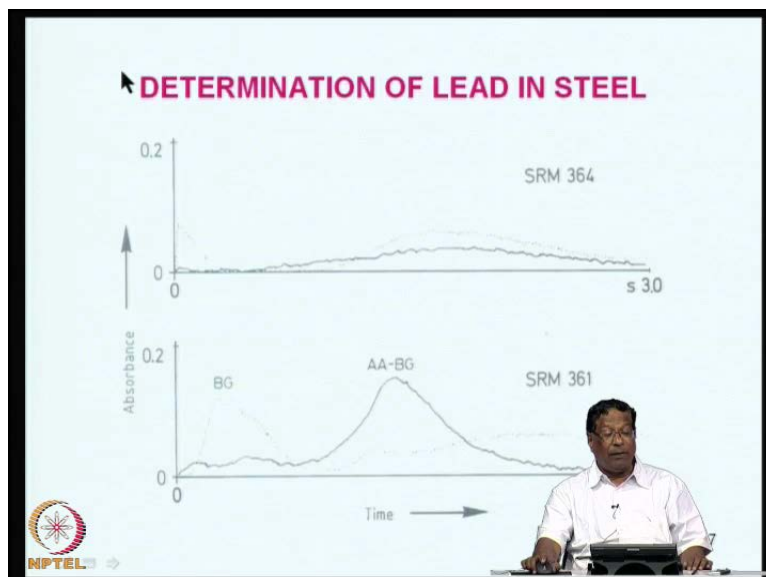 DETERMINATION OF LEAD IN STEEL
0.2
SRM 364
0
0
s 3.0
Absorbance
0.2
BG
AA-BG
SRM 361
0
0
Time
NPTEL